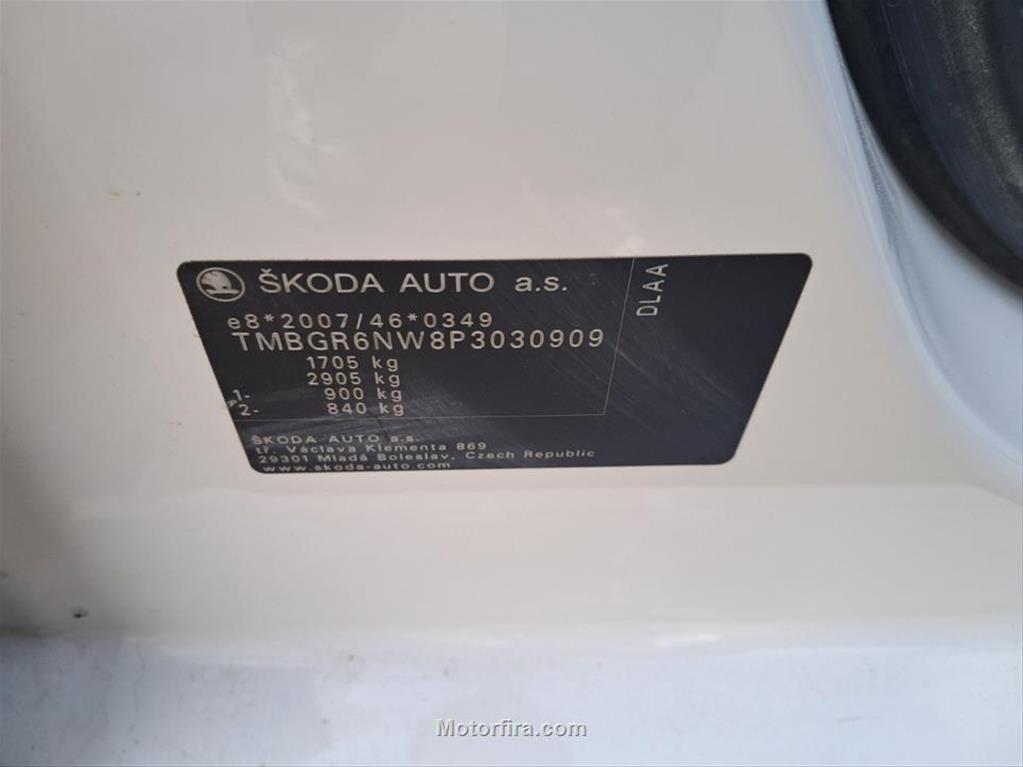 ŠKODA AUTO a.s.
DLAA
e8*2007/46*0349
TMBGR6NW8P3030909
1705 kg
2905 kg
1- 900 kg
2- 840 kg
ŠKODA AUTO a.s.
tř. Václava Klementa 869
29301 Mladá Boleslav, Czech Republic
www.skoda-auto.com
Motorfira.com